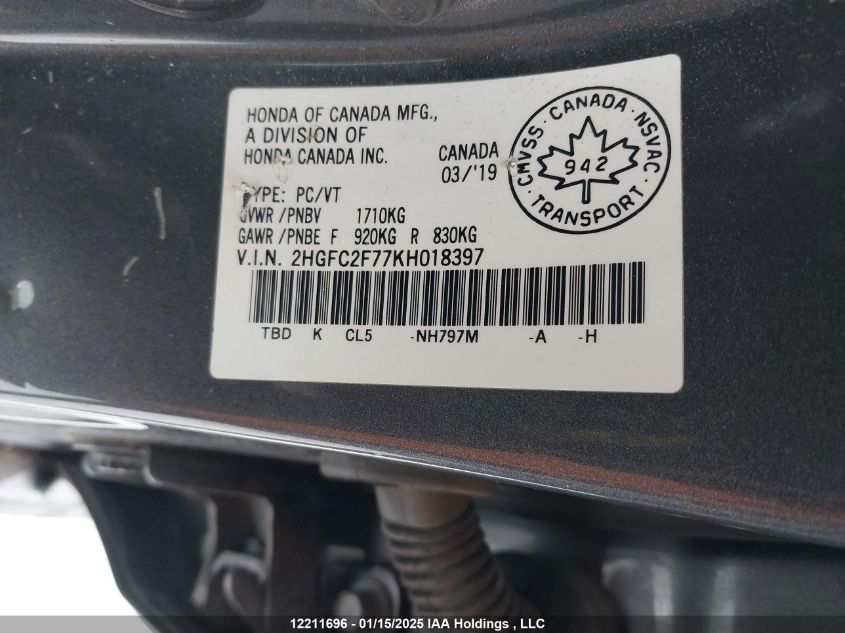 HONDA OF CANADA MFG.,
A DIVISION OF
HONDA CANADA INC.
CANADA
03/'19
CMVSS · CANADA · NSVAC
942
· TRANSPORT ·
TYPE: PC/VT
GVWR /PNBV 1710KG
GAWR /PNBE F 920KG R 830KG
V.I.N. 2HGFC2F77KH018397
TBD K CL5 -NH797M -A -H
12211696 - 01/15/2025 IAA Holdings , LLC